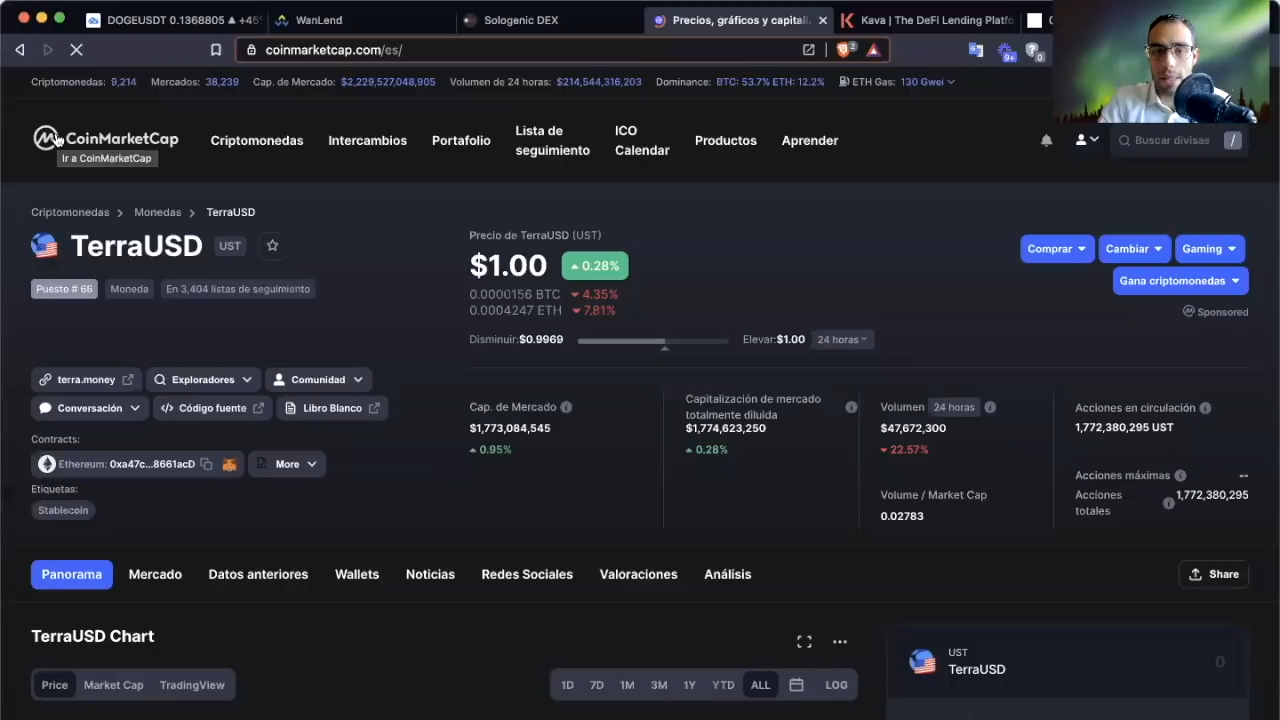 DOGEUSDT 0.1368805 ▲ +45
WanLend
Sologenic DEX
Precios, gráficos y capitali
Kava | The DeFi Lending Platfo
coinmarketcap.com/es/
2
9+
0
Criptomonedas: 9,214 Mercados: 38,239 Cap. de Mercado: $2,229,527,048,905 Volumen de 24 horas: $214,544,316,203 Dominance: BTC: 53.7% ETH: 12.2% ETH Gas: 130 Gwei
CoinMarketCap
Ir a CoinMarketCap
Criptomonedas
Intercambios
Portafolio
Lista de
seguimiento
ICO
Calendar
Productos
Aprender
Buscar divisas /
Criptomonedas > Monedas > TerraUSD
TerraUSD UST
Puesto # 66 Moneda En 3,404 listas de seguimiento
Precio de TerraUSD (UST)
$1.00 0.28%
0.0000156 BTC 4.35%
0.0004247 ETH 7.81%
Disminuir:$0.9969 Elevar:$1.00 24 horas
Comprar Cambiar Gaming
Gana criptomonedas
Sponsored
terra.money Exploradores Comunidad
Conversación Código fuente Libro Blanco
Contracts:
Ethereum: 0xa47c...8661acD More
Etiquetas:
Stablecoin
Cap. de Mercado
$1,773,084,545
0.95%
Capitalización de mercado
totalmente diluida
$1,774,623,250
0.28%
Volumen 24 horas
$47,672,300
22.57%
Volume / Market Cap
0.02783
Acciones en circulación
1,772,380,295 UST
Acciones máximas --
Acciones
totales
1,772,380,295
Panorama Mercado Datos anteriores Wallets Noticias Redes Sociales Valoraciones Análisis
Share
TerraUSD Chart
Price Market Cap TradingView
1D 7D 1M 3M 1Y YTD ALL LOG
UST
TerraUSD
0